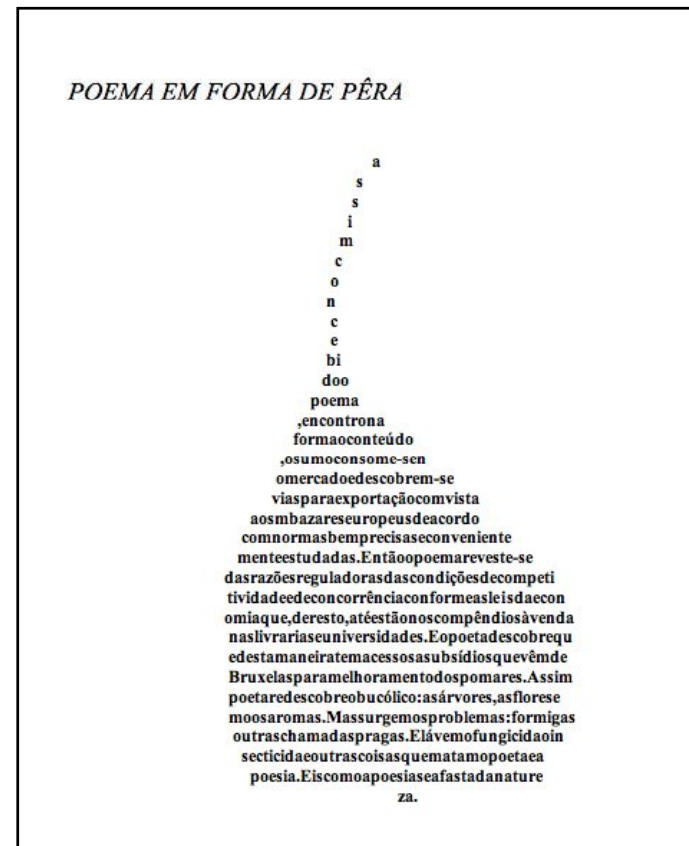 POEMA EM FORMA DE PÊRA
a
s
s
i
m
c
o
n
c
e
bi
doo
poema
,encontrona
formaoconteúdo
,osumoconsome-sen
omercadoedescobrem-se
viasparaexportaçãocomvista
aosmbazareseuropeusdeacordo
comnormasbemprecisaseconveniente
menteestudadas.Entãoopoemareveste-se
dasrazõesreguladorasdascondiçõesdecompeti
tividadeedeconcorrênciaconformeasleisdaecon
omiaque,deresto,atéestãonoscompêndiosàvenda
naslivrariaseuniversidades.Eopoetadescobrequ
edestamaneiratemacessosasubsídiosquevêmde
Bruxelasparamelhoramentodospomares.Assim
poetaredescobreobucólico:asárvores,asflorese
moosaromas.Massurgemosproblemas:formigas
outraschamadaspragas.Elávemofungicidaoin
secticidaeoutrascoisasquematamopoetaea
poesia.Eiscomoapoesiaseafastadanature
za.